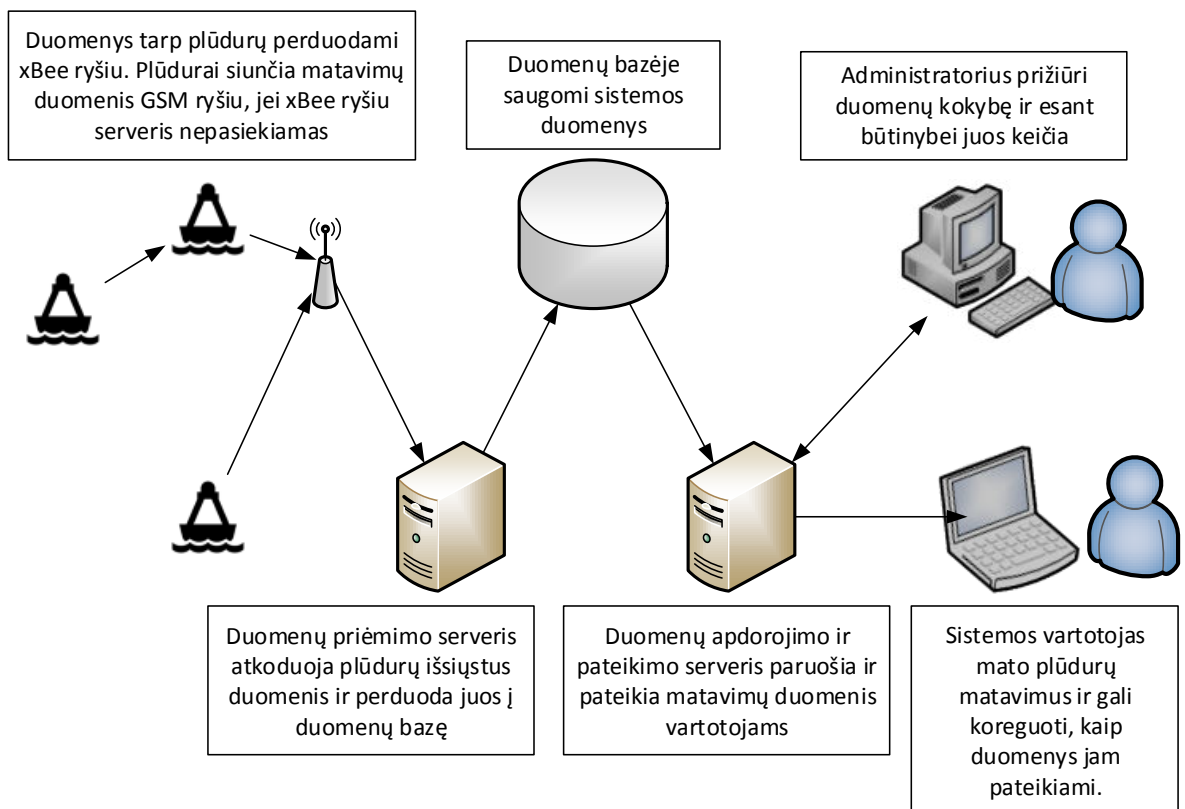 Duomenys tarp plūdurų perduodami
xBee ryšiu. Plūdurai siunčia matavimų
duomenis GSM ryšiu, jei xBee ryšiu
serveris nepasiekiamas
Duomenų bazėje
saugomi sistemos
duomenys
Administratorius prižiūri
duomenų kokybę ir esant
būtinybei juos keičia
Duomenų priėmimo serveris
atkoduoja plūdurų išsiųstus
duomenis ir perduoda juos į
duomenų bazę
Duomenų apdorojimo ir
pateikimo serveris paruošia ir
pateikia matavimų duomenis
vartotojams
Sistemos vartotojas
mato plūdurų
matavimus ir gali
koreguoti, kaip
duomenys jam
pateikiami.